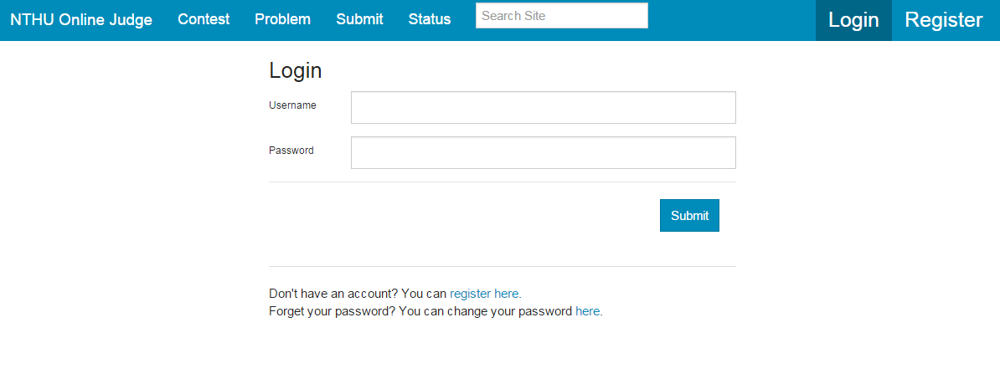 NTHU Online Judge Contest Problem Submit Status Search Site Login Register
Login
Username
Password
Submit
Don't have an account? You can register here.
Forget your password? You can change your password here.